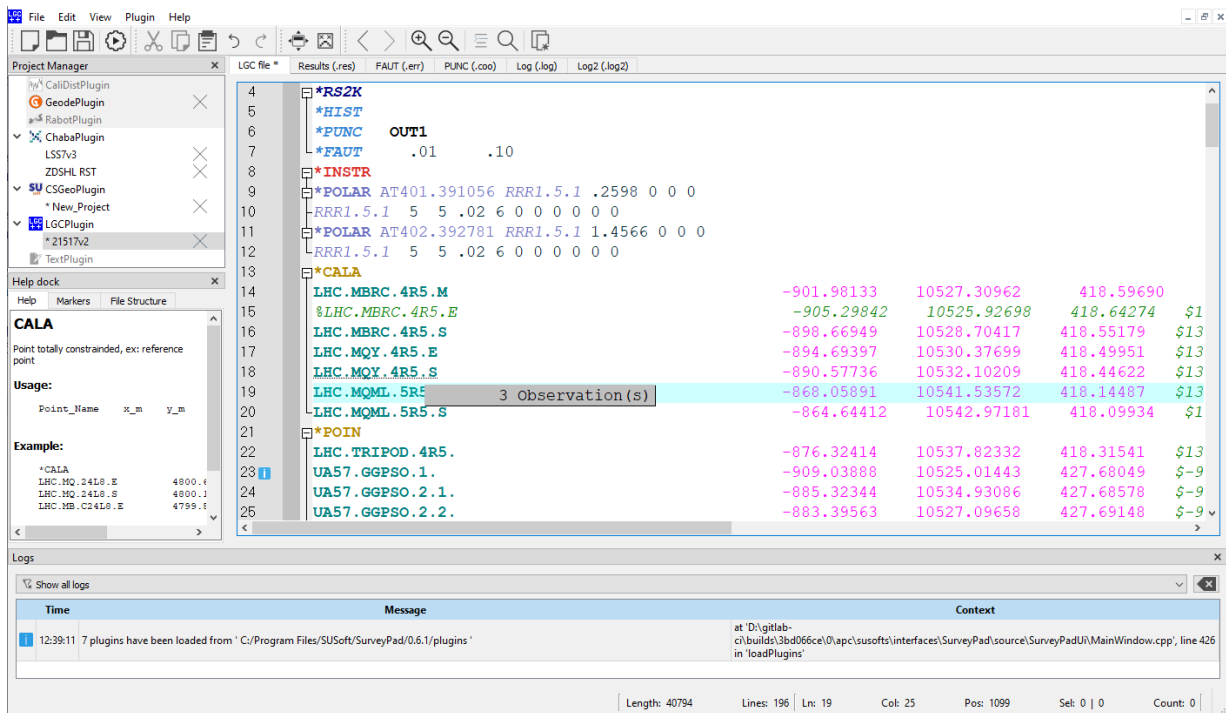 File Edit View Plugin Help
Project Manager
LGC file * Results (.res) FAUT (.err) PUNC (.coo) Log (.log) Log2 (.log2)
CaliDistPlugin
GeodePlugin
RabotPlugin
ChabaPlugin
LSS7v3
ZDSHL RST
CSGeoPlugin
* New_Project
LGCPlugin
* 21517v2
TextPlugin
Help dock
Help Markers File Structure
CALA
Point totally constrainded, ex: reference
point
Usage:
Point_Name x_m y_m
Example:
*CALA
LHC.MQ.24L8.E 4800.
LHC.MQ.24L8.S 4800.
LHC.MB.C24L8.E 4799.
4 *RS2K
5 *HIST
6 *PUNC OUT1
7 *FAUT .01 .10
8 *INSTR
9 *POLAR AT401.391056 RRR1.5.1 .2598 0 0 0
10 RRR1.5.1 5 5 .02 6 0 0 0 0 0 0
11 *POLAR AT402.392781 RRR1.5.1 1.4566 0 0 0
12 RRR1.5.1 5 5 .02 6 0 0 0 0 0 0
13 *CALA
14 LHC.MBRC.4R5.M -901.98133 10527.30962 418.59690
15 %LHC.MBRC.4R5.E -905.29842 10525.92698 418.64274 $1
16 LHC.MBRC.4R5.S -898.66949 10528.70417 418.55179 $13
17 LHC.MQY.4R5.E -894.69397 10530.37699 418.49951 $13
18 LHC.MQY.4R5.S -890.57736 10532.10209 418.44622 $13
19 LHC.MQML.5R5 3 Observation(s) -868.05891 10541.53572 418.14487 $13
20 LHC.MQML.5R5.S -864.64412 10542.97181 418.09934 $1
21 *POIN
22 LHC.TRIPOD.4R5. -876.32414 10537.82332 418.31541 $13
23 UA57.GGPSO.1. -909.03888 10525.01443 427.68049 $-9
24 UA57.GGPSO.2.1. -885.32344 10534.93086 427.68578 $-9
25 UA57.GGPSO.2.2. -883.39563 10527.09658 427.69148 $-9
Logs
Show all logs
Time Message Context
12:39:11 7 plugins have been loaded from ' C:/Program Files/SUSoft/SurveyPad/0.6.1/plugins '
at 'D:\gitlab-
ci\builds\3bd066ce\0\apc\susofts\interfaces\SurveyPad\source\SurveyPadUi\MainWindow.cpp', line 426
in 'loadPlugins'
Length: 40794 Lines: 196 Ln: 19 Col: 25 Pos: 1099 Sel: 0 | 0 Count: 0